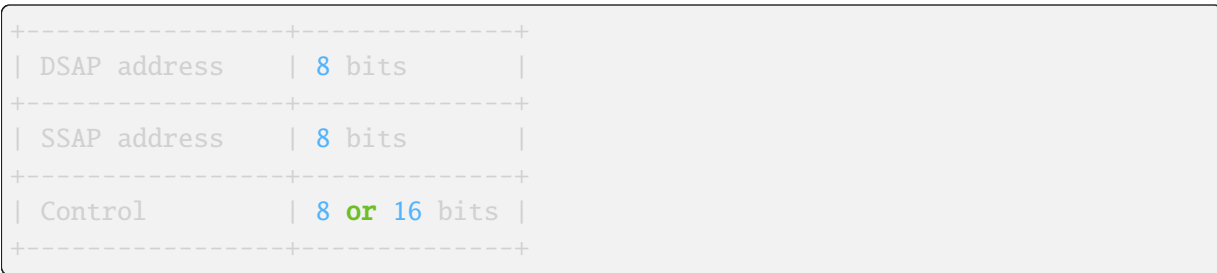 +-----------------+--------------+
| DSAP address    | 8 bits       |
+-----------------+--------------+
| SSAP address    | 8 bits       |
+-----------------+--------------+
| Control         | 8 or 16 bits |
+-----------------+--------------+